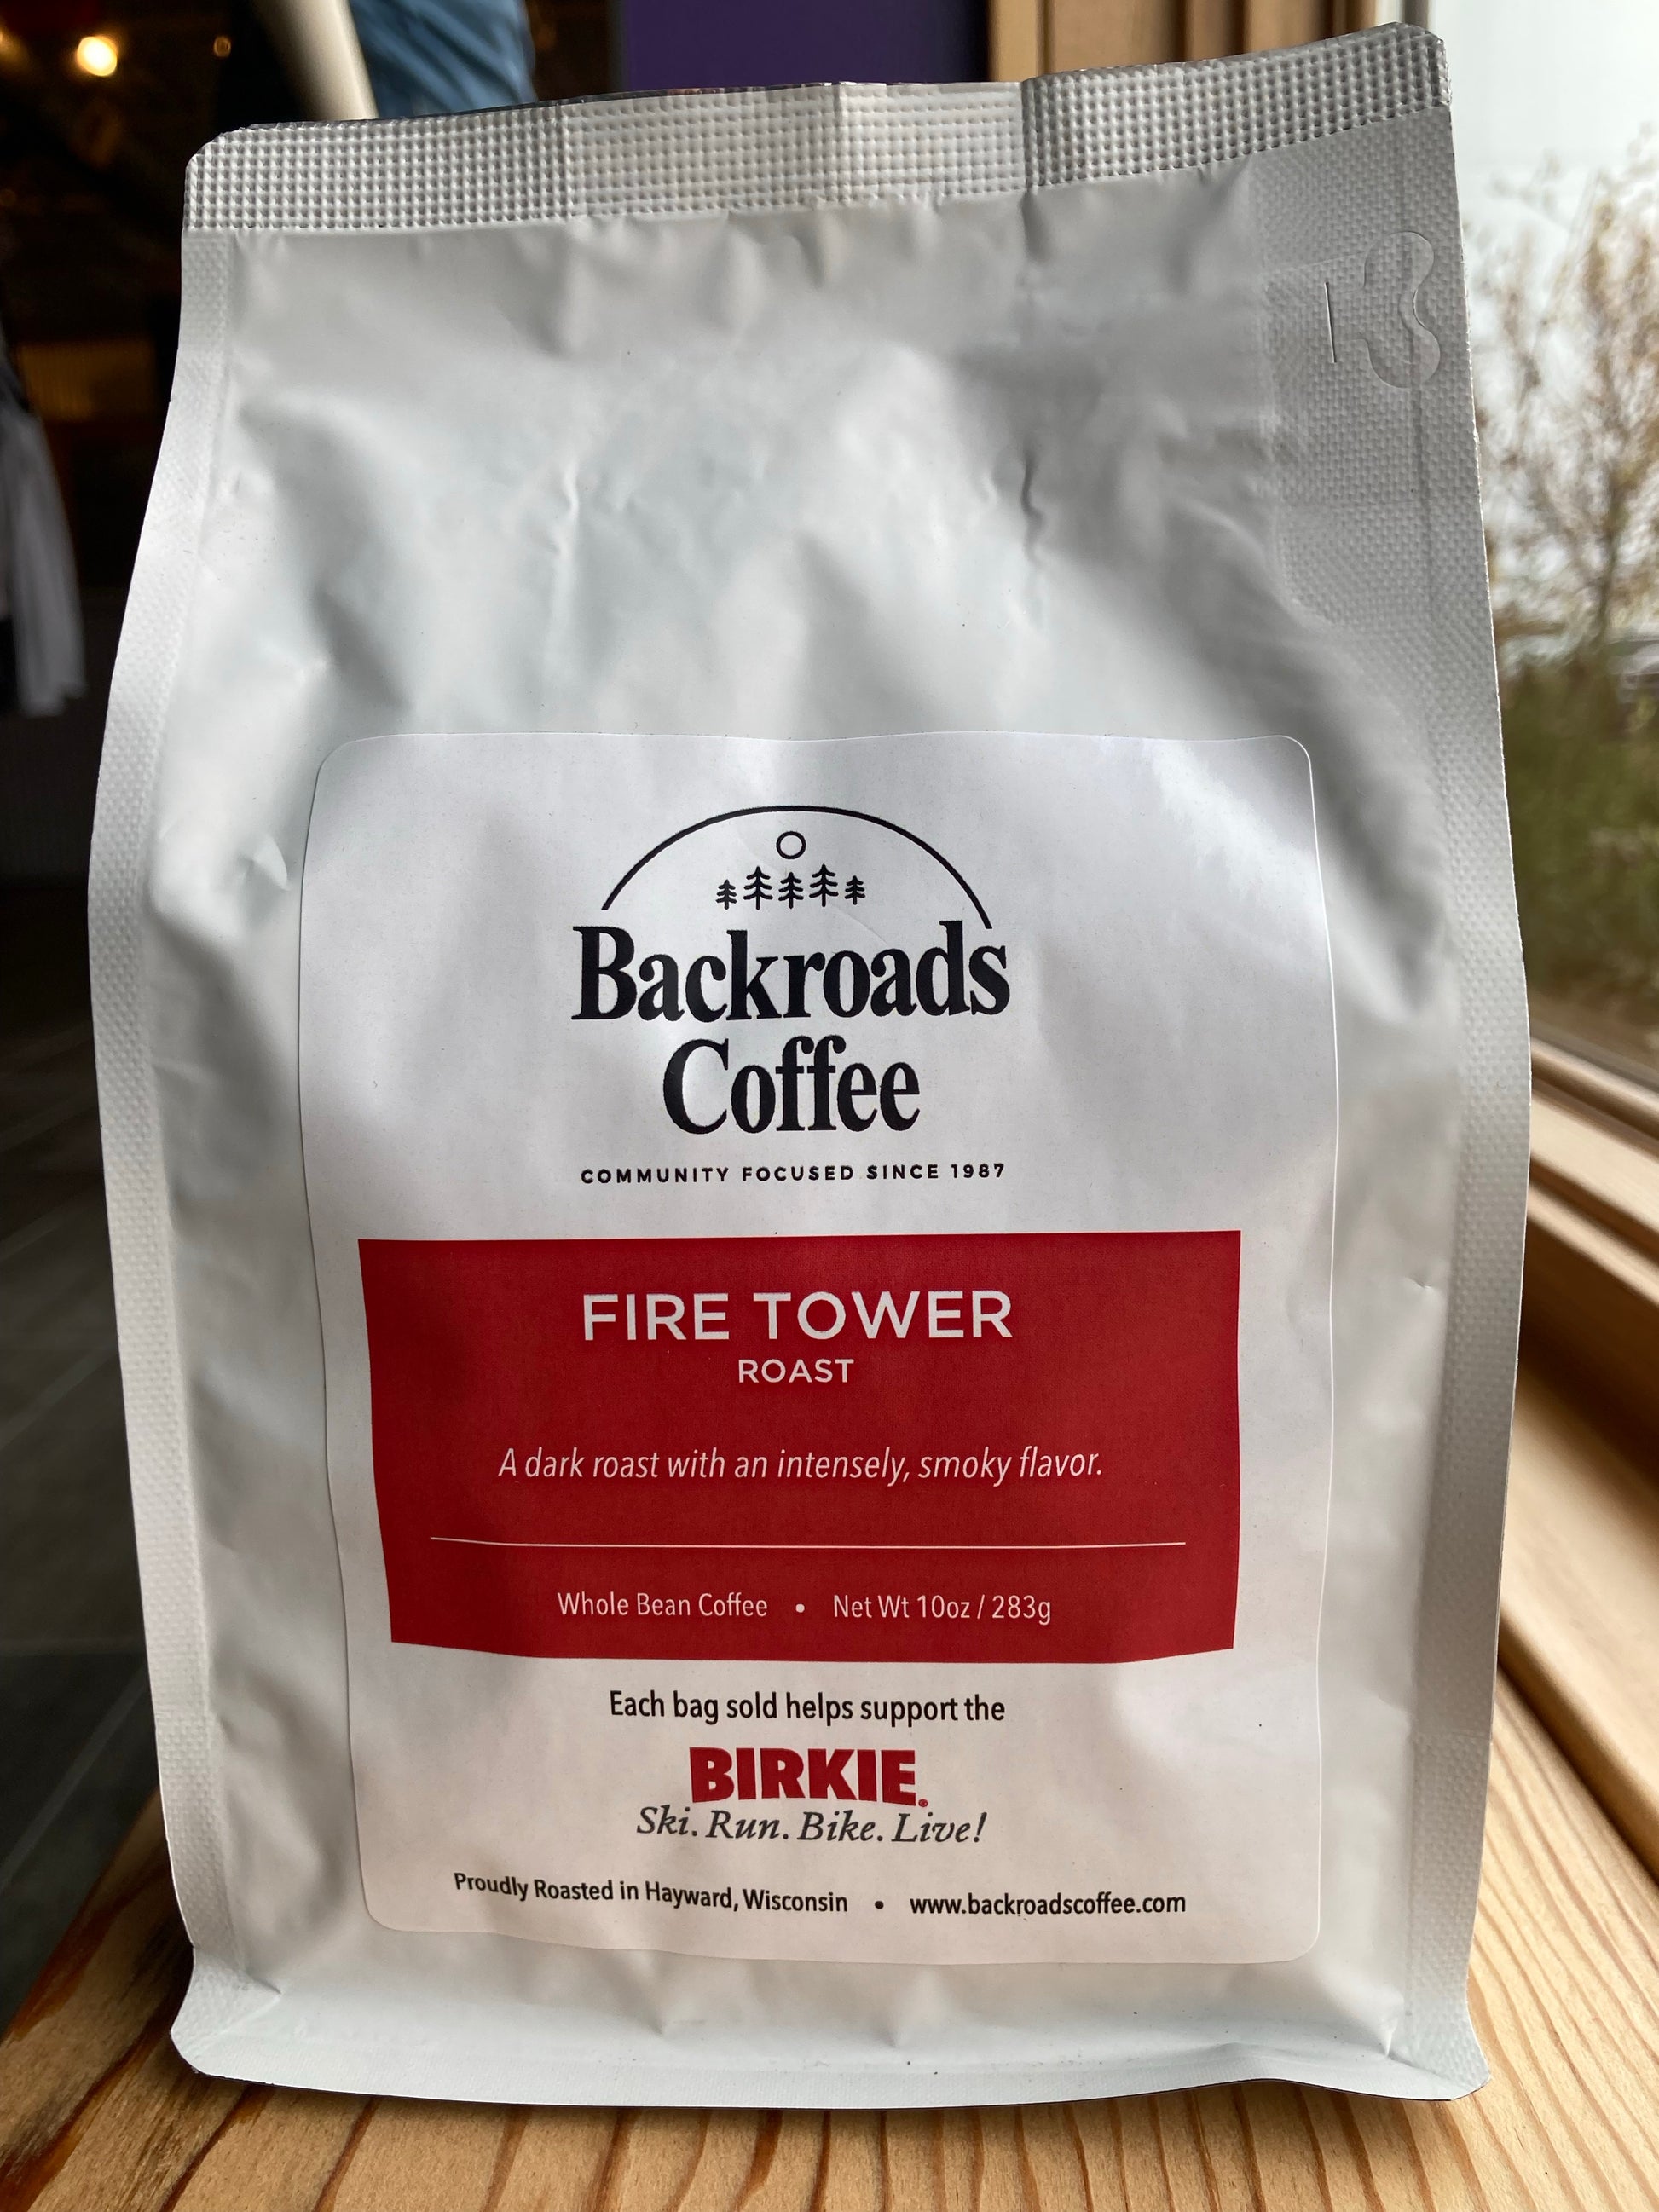 Backroads
Coffee
COMMUNITY FOCUSED SINCE 1987
FIRE TOWER
ROAST
A dark roast with an intensely, smoky flavor.
Whole Bean Coffee • Net Wt 10oz / 283g
Each bag sold helps support the
BIRKIE®
Ski. Run. Bike. Live!
Proudly Roasted in Hayward, Wisconsin • www.backroadscoffee.com